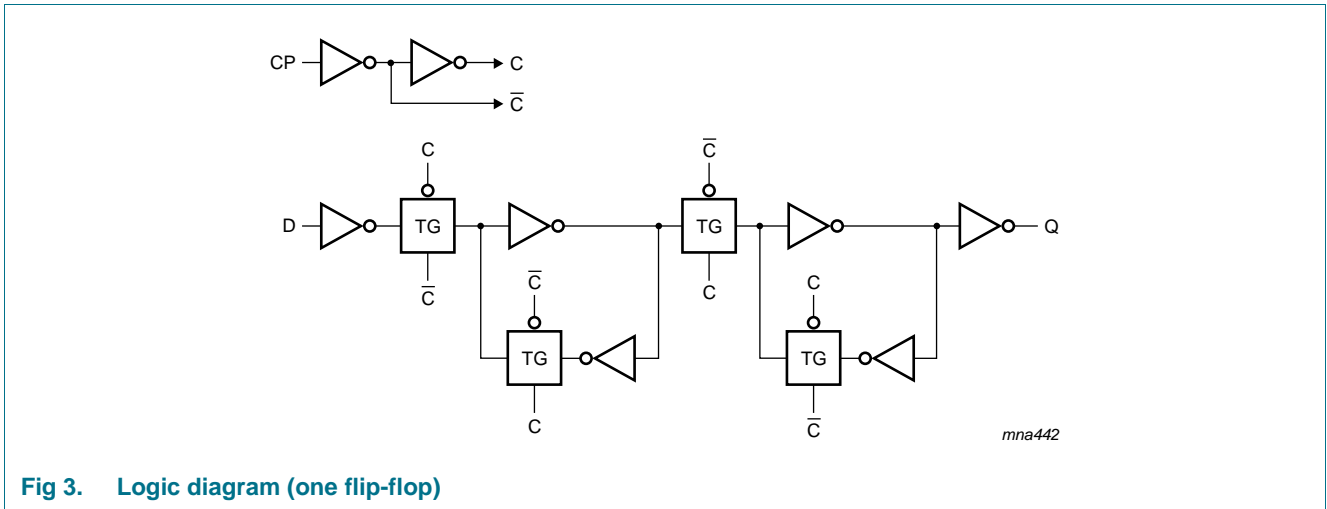 CP
C
C̅
C
C̅
D
TG
TG
Q
C̅
C̅
C
C
TG
TG
C
C̅
mna442
Fig 3. Logic diagram (one flip-flop)